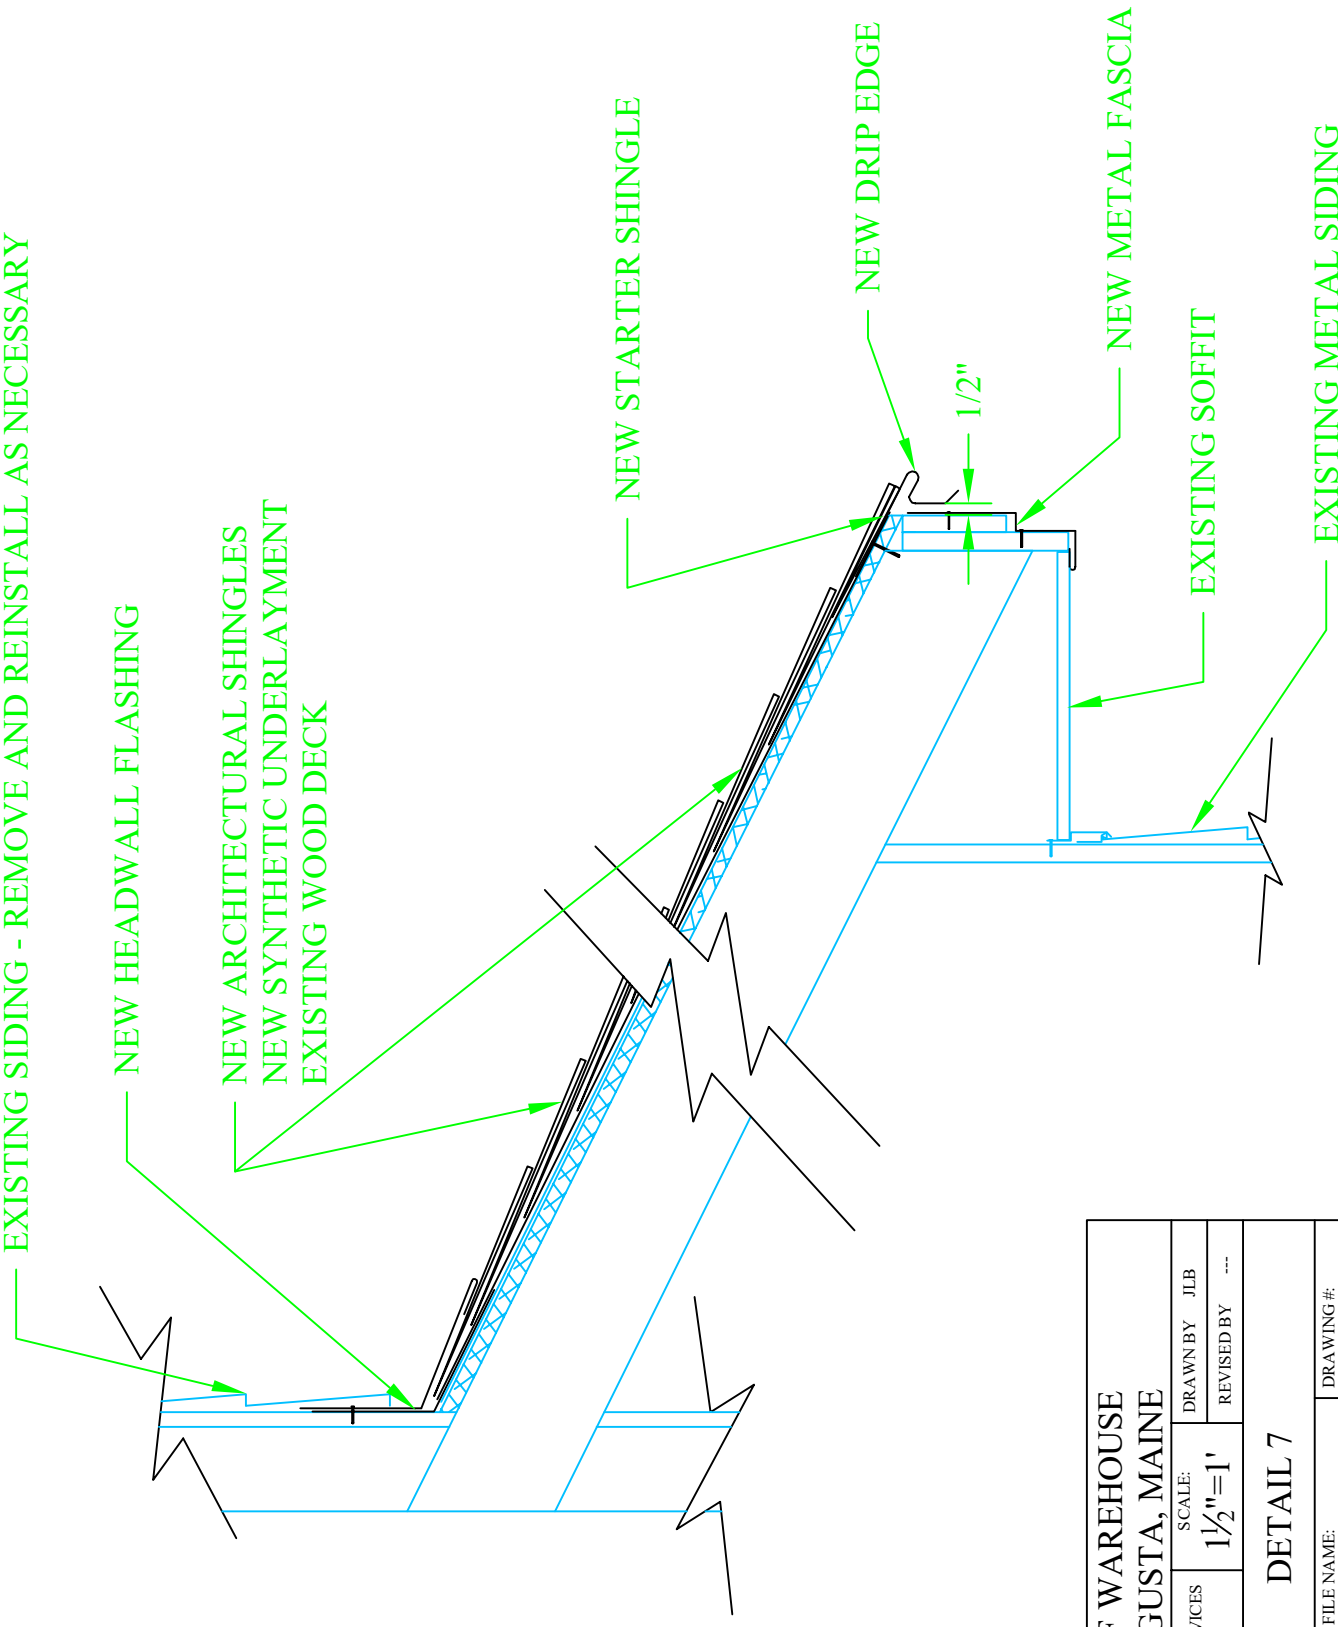 EXISTING SIDING - REMOVE AND REINSTALL AS NECESSARY
NEW HEADWALL FLASHING
NEW ARCHITECTURAL SHINGLES
NEW SYNTHETIC UNDERLAYMENT
EXISTING WOOD DECK
NEW STARTER SHINGLE
NEW DRIP EDGE
1/2"
NEW METAL FASCIA
EXISTING SOFFIT
EXISTING METAL SIDING
WAREHOUSE
GUSTA, MAINE
VICES
SCALE:
1½"=1'
DRAWN BY JLB
REVISED BY ---
DETAIL 7
FILE NAME:
DRAWING #: